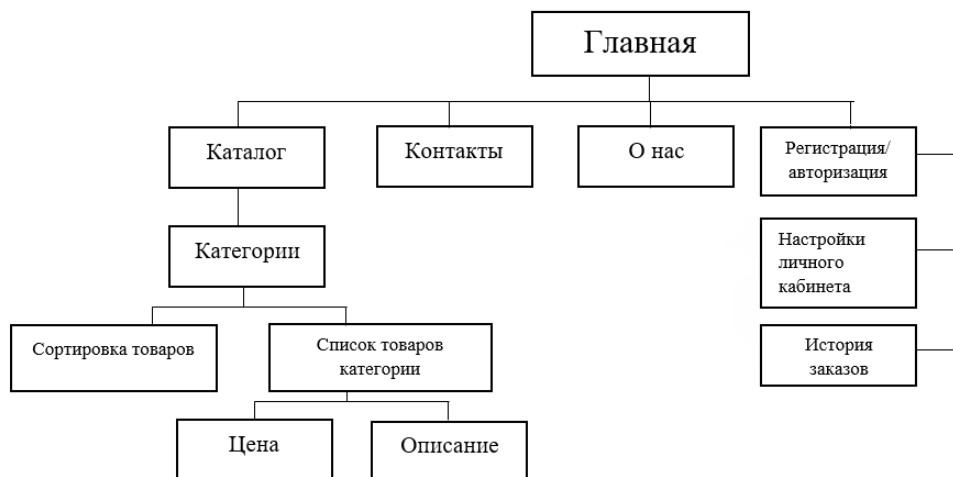 Главная
Каталог
Контакты
О нас
Регистрация/
авторизация
Категории
Настройки
личного
кабинета
Сортировка товаров
Список товаров
категории
История
заказов
Цена
Описание